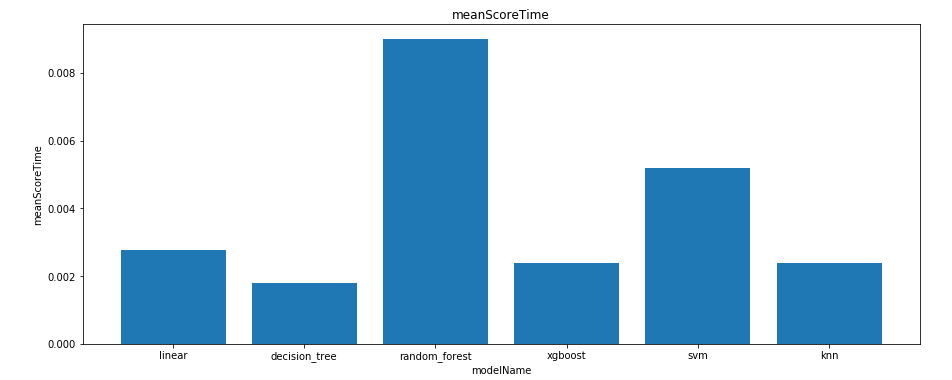 meanScoreTime
meanScoreTime
0.008
0.006
0.004
0.002
0.000
linear decision_tree random_forest xgboost svm knn
modelName